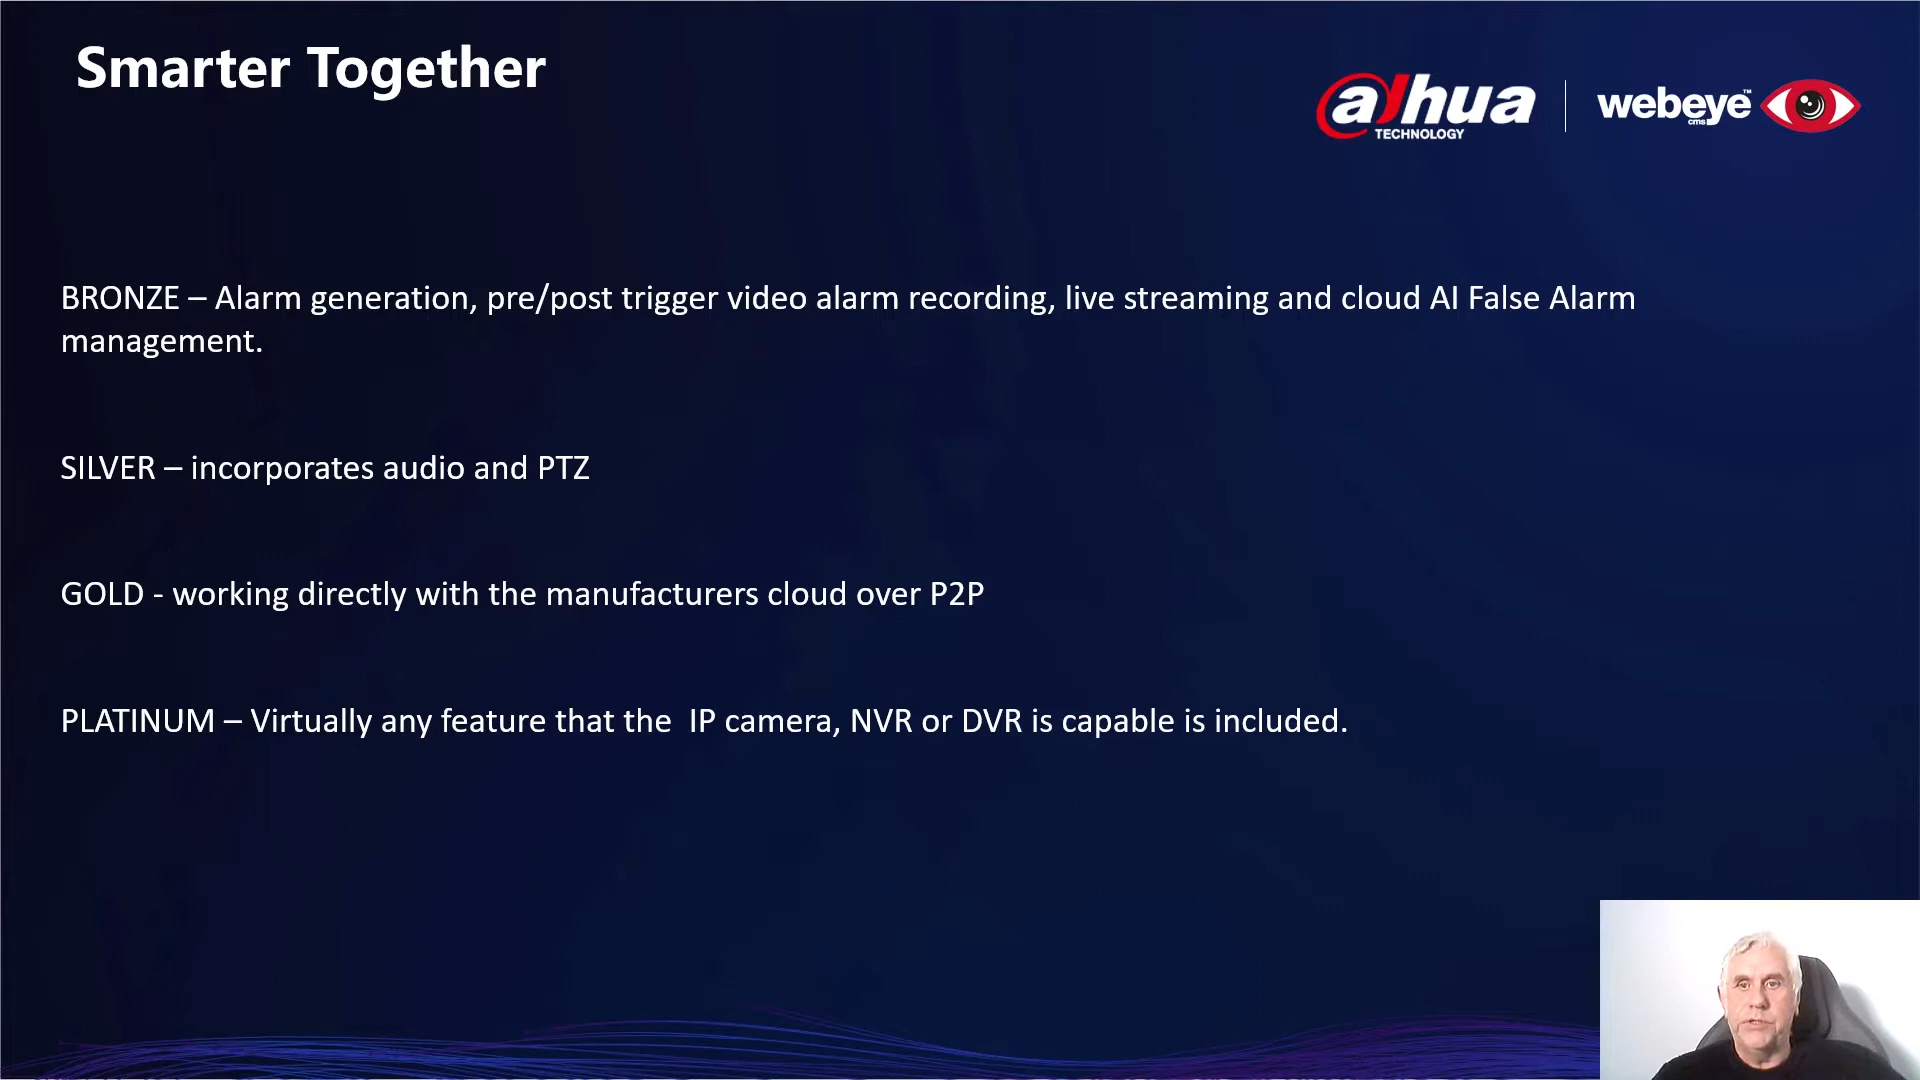 Smarter Together
alhua
TECHNOLOGY
webeye™
cms
BRONZE – Alarm generation, pre/post trigger video alarm recording, live streaming and cloud AI False Alarm
management.
SILVER – incorporates audio and PTZ
GOLD - working directly with the manufacturers cloud over P2P
PLATINUM – Virtually any feature that the  IP camera, NVR or DVR is capable is included.